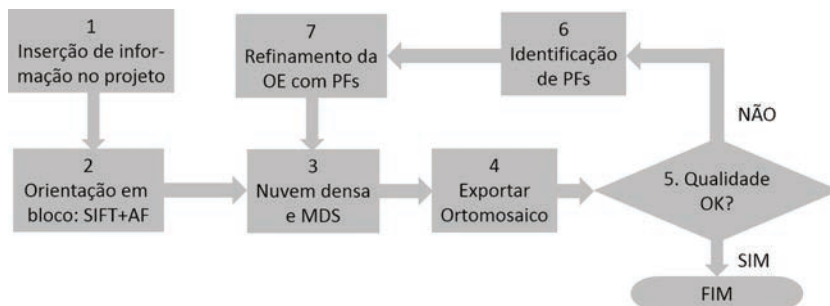 1
Inserção de infor-
mação no projeto
2
Orientação em
bloco: SIFT+AF
3
Nuvem densa
e MDS
4
Exportar
Ortomosaico
5. Qualidade
OK?
SIM
FIM
NÃO
6
Identificação
de PFs
7
Refinamento da
OE com PFs